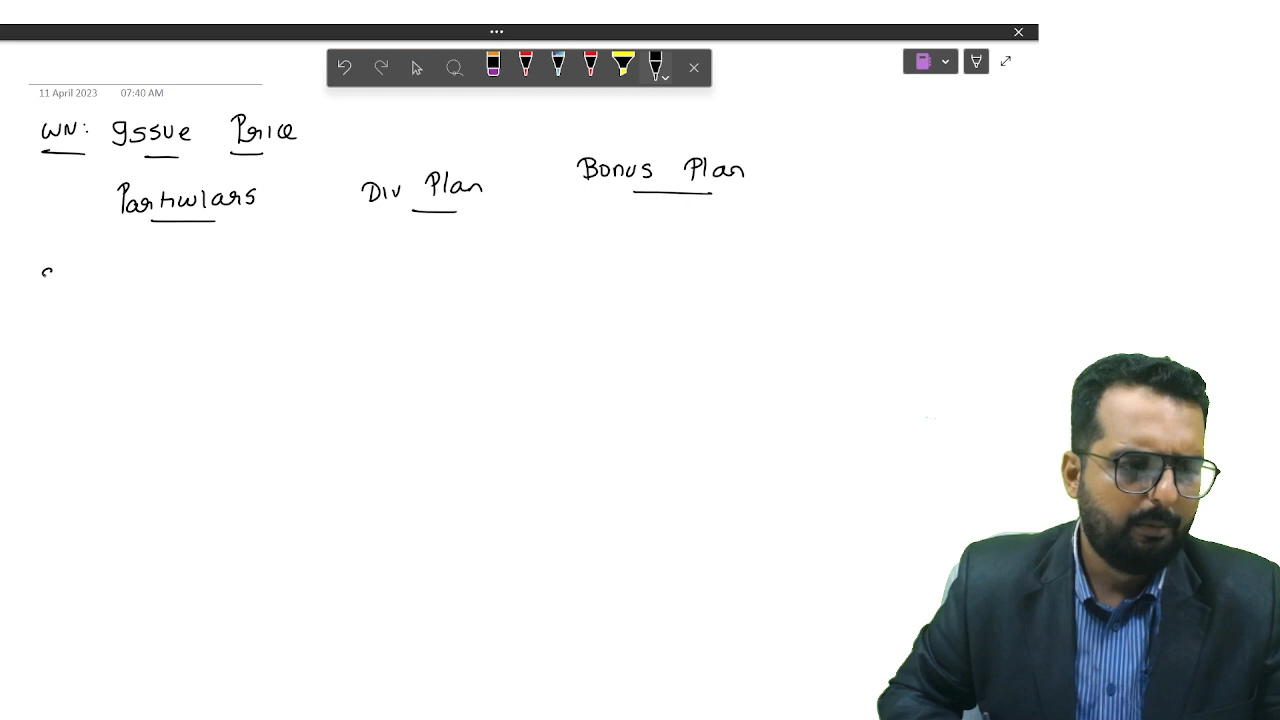 11 April 2023 07:40 AM
WN: Issue Price
Particulars Div Plan Bonus Plan